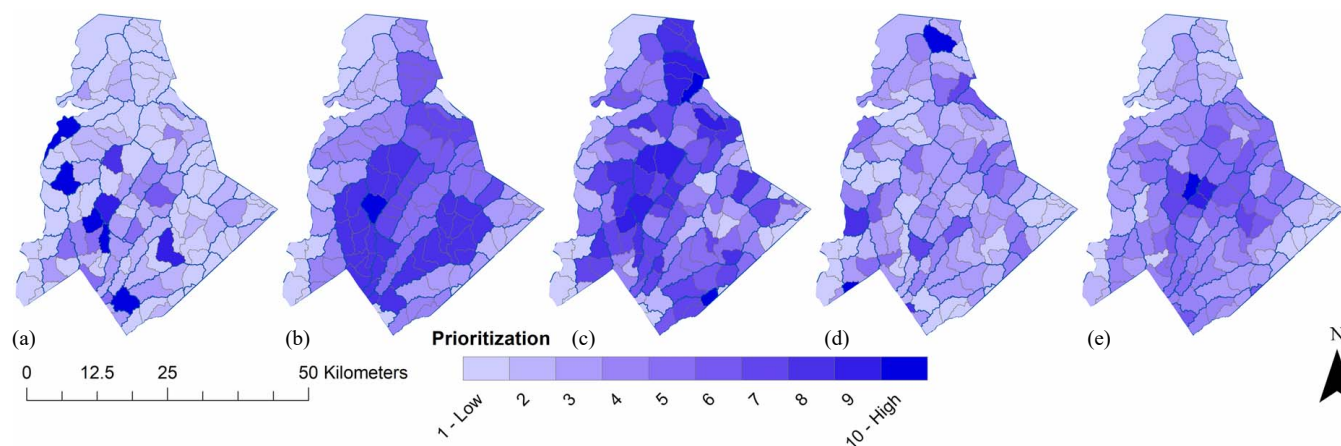 (a) (b) (c) (d) (e)
Prioritization
0 12.5 25 50 Kilometers
1 - Low 2 3 4 5 6 7 8 9 10 - High
N